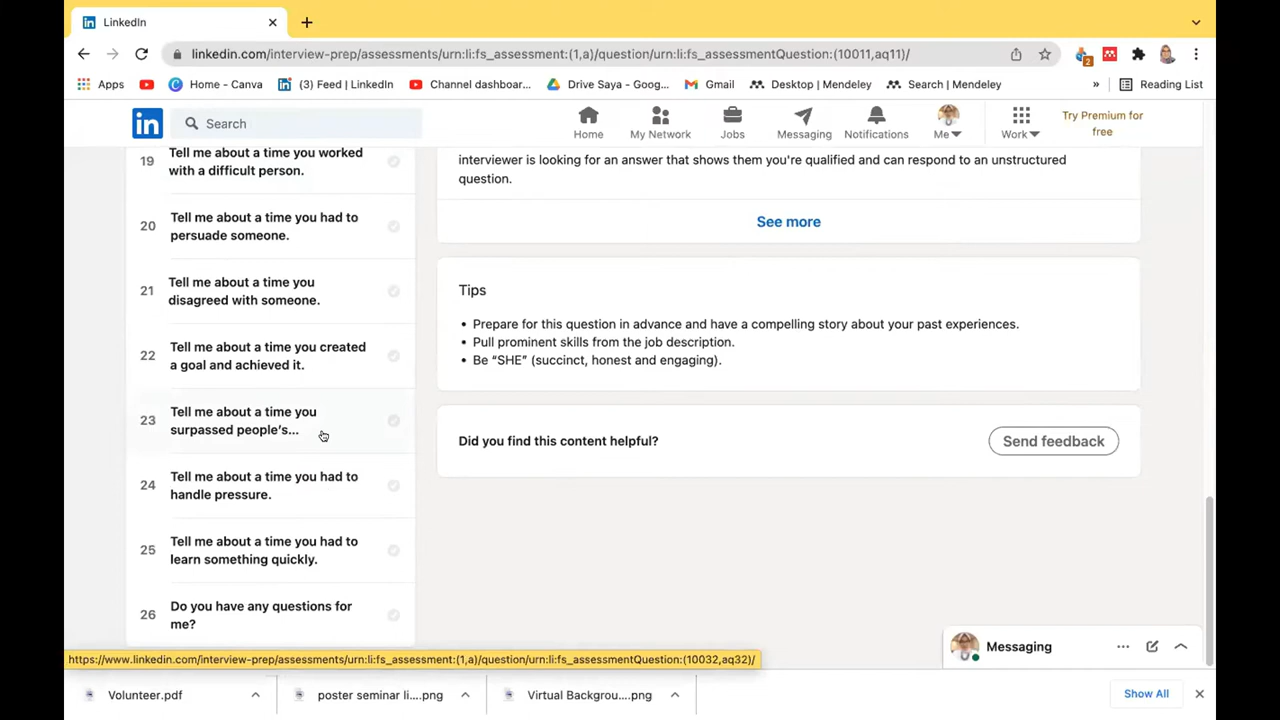 LinkedIn
linkedin.com/interview-prep/assessments/urn:li:fs_assessment:(1,a)/question/urn:li:fs_assessmentQuestion:(10011,aq11)/
2
Apps
Home - Canva
(3) Feed | LinkedIn
Channel dashboar...
Drive Saya - Goog...
Gmail
Desktop | Mendeley
Search | Mendeley
»
Reading List
in
Search
Home
My Network
Jobs
Messaging
Notifications
Me
Work
Try Premium for
free
19
Tell me about a time you worked
with a difficult person.
20
Tell me about a time you had to
persuade someone.
21
Tell me about a time you
disagreed with someone.
22
Tell me about a time you created
a goal and achieved it.
23
Tell me about a time you
surpassed people's...
24
Tell me about a time you had to
handle pressure.
25
Tell me about a time you had to
learn something quickly.
26
Do you have any questions for
me?
interviewer is looking for an answer that shows them you're qualified and can respond to an unstructured
question.
See more
Tips
• Prepare for this question in advance and have a compelling story about your past experiences.
• Pull prominent skills from the job description.
• Be “SHE” (succinct, honest and engaging).
Did you find this content helpful?
Send feedback
Messaging
https://www.linkedin.com/interview-prep/assessments/urn:li:fs_assessment:(1,a)/question/urn:li:fs_assessmentQuestion:(10032,aq32)/
Volunteer.pdf
poster seminar li....png
Virtual Backgrou....png
Show All